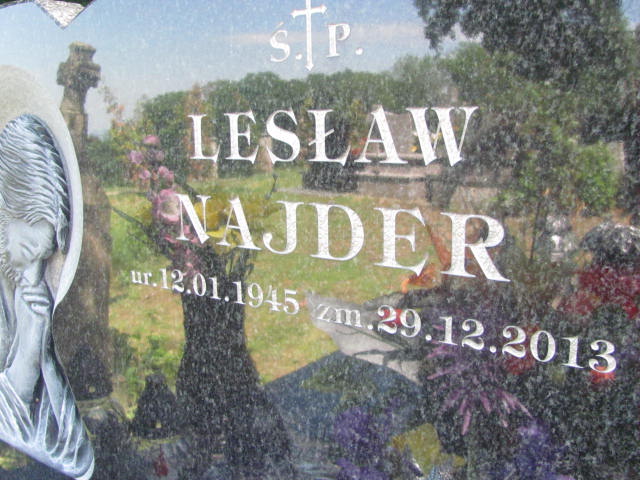 Ś.P.
LESŁAW
NAJDER
ur.12.01.1945 zm.29.12.2013